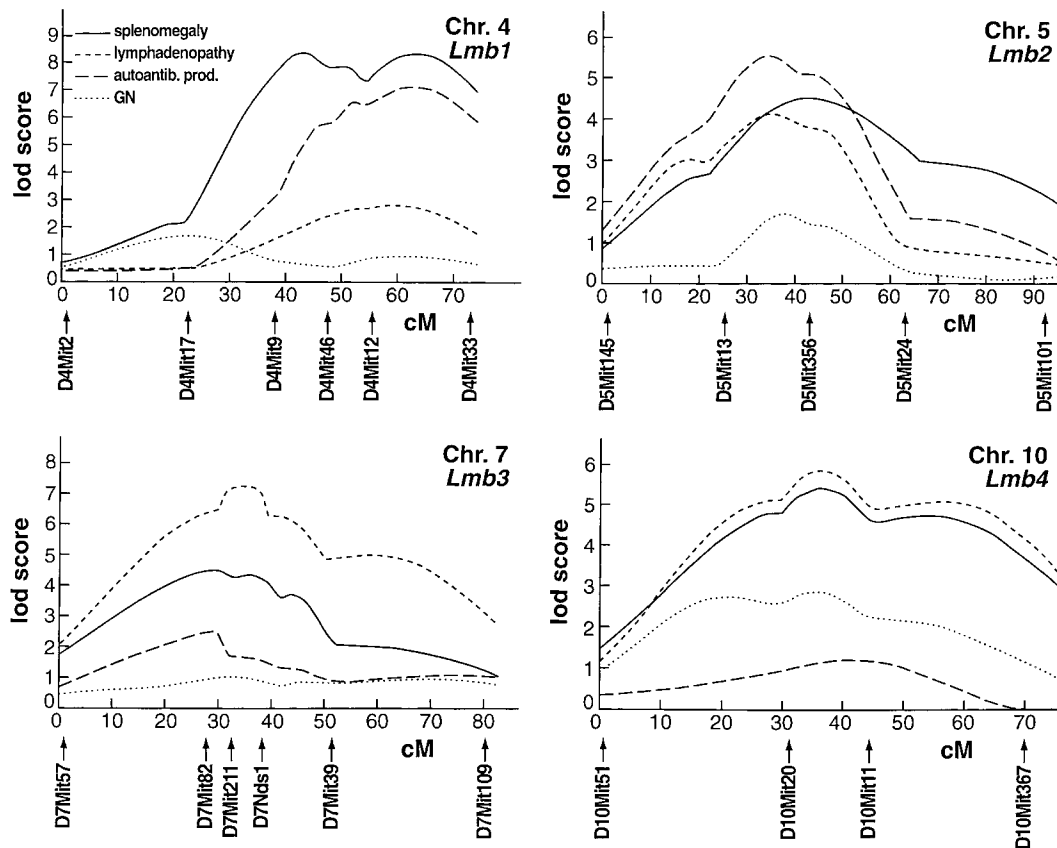 Chr. 4
Lmb1
splenomegaly
lymphadenopathy
autoantib. prod.
GN
lod score
9
8
7
6
5
4
3
2
1
0
0 10 20 30 40 50 60 70
cM
D4Mit2
D4Mit17
D4Mit9
D4Mit46
D4Mit12
D4Mit33
Chr. 5
Lmb2
lod score
6
5
4
3
2
1
0
0 10 20 30 40 50 60 70 80 90
cM
D5Mit145
D5Mit13
D5Mit356
D5Mit24
D5Mit101
Chr. 7
Lmb3
lod score
8
7
6
5
4
3
2
1
0
0 10 20 30 40 50 60 70 80
cM
D7Mit57
D7Mit82
D7Mit211
D7Nds1
D7Mit39
D7Mit109
Chr. 10
Lmb4
lod score
6
5
4
3
2
1
0
0 10 20 30 40 50 60 70
cM
D10Mit51
D10Mit20
D10Mit11
D10Mit367